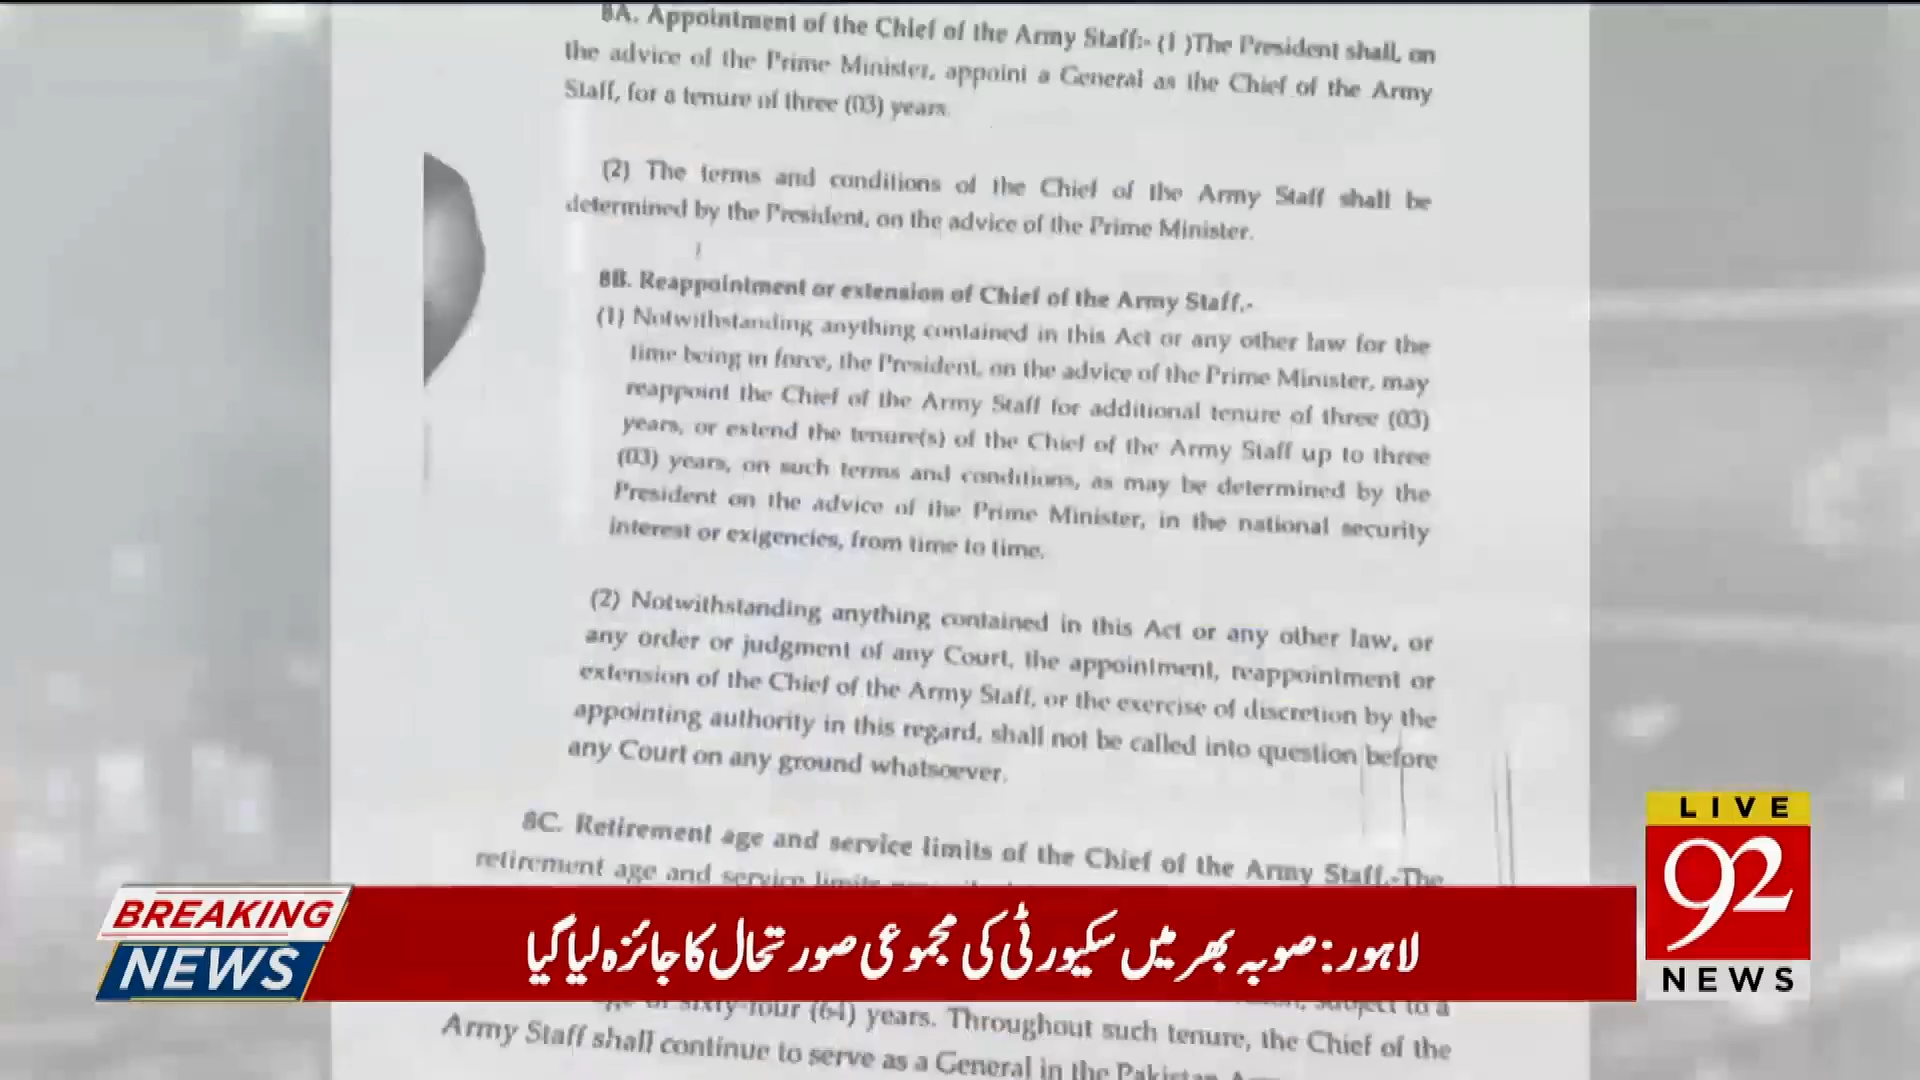 8A. Appointment of the Chief of the Army Staff:- (1 )The President shall, on
the advice of the Prime Minister, appoint a General as the Chief of the Army
Staff, for a tenure of three (03) years.
(2) The terms and conditions of the Chief of the Army Staff shall be
determined by the President, on the advice of the Prime Minister.
8B. Reappointment or extension of Chief of the Army Staff.-
(1) Notwithstanding anything contained in this Act or any other law for the
time being in force, the President, on the advice of the Prime Minister, may
reappoint the Chief of the Army Staff for additional tenure of three (03)
years, or extend the tenure(s) of the Chief of the Army Staff up to three
(03) years, on such terms and conditions, as may be determined by the
President on the advice of the Prime Minister, in the national security
interest or exigencies, from time to time.
(2) Notwithstanding anything contained in this Act or any other law, or
any order or judgment of any Court, the appointment, reappointment or
extension of the Chief of the Army Staff, or the exercise of discretion by the
appointing authority in this regard, shall not be called into question before
any Court on any ground whatsoever.
8C. Retirement age and service limits of the Chief of the Army Staff.-The
retirement age and service limits
LIVE
92
NEWS
BREAKING
NEWS
لاہور: صوبہ بھر میں سکیورٹی کی مجموعی صورتحال کا جائزہ لیا گیا
subject to a
of sixty-four (64) years. Throughout such tenure, the Chief of the
Army Staff shall continue to serve as a General in the Pakistan